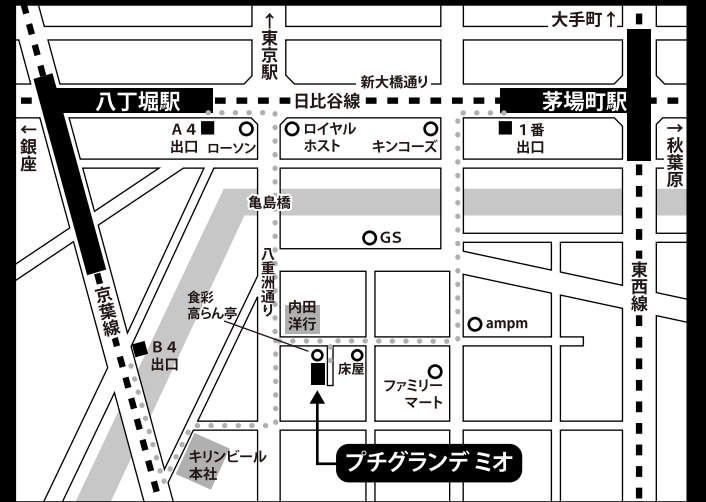 大手町↑
↑東京駅
新大橋通り
八丁堀駅
日比谷線
茅場町駅
←銀座
A4
出口
ローソン
ロイヤル
ホスト
キンコーズ
1番
出口
→秋葉原
亀島橋
GS
八重洲通り
東西線
京葉線
食彩
高らん亭
内田
洋行
ampm
B4
出口
床屋
ファミリー
マート
キリンビール
本社
プチグランデ ミオ